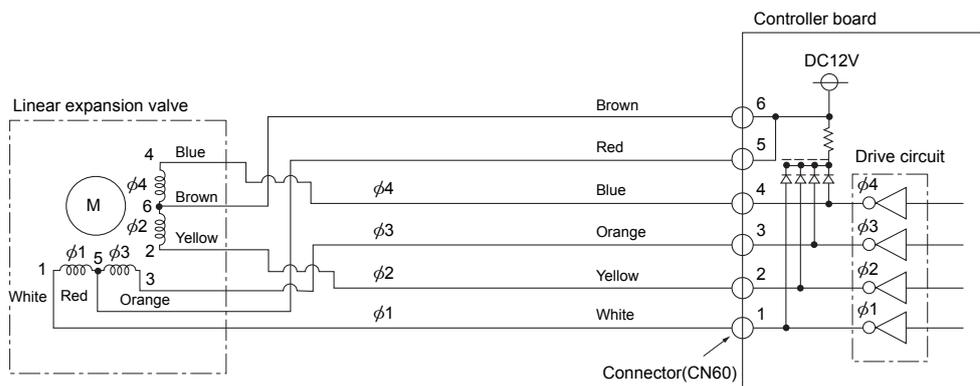 Controller board
DC12V
Linear expansion valve
Brown 6
Red 5
Drive circuit
4 Blue
ϕ4
M
6 Brown
ϕ2
2 Yellow
ϕ4 Blue 4 ϕ4
ϕ3 Orange 3 ϕ3
1 ϕ1 5 ϕ3 3
White Red Orange
ϕ2 Yellow 2 ϕ2
ϕ1 White 1 ϕ1
Connector(CN60)